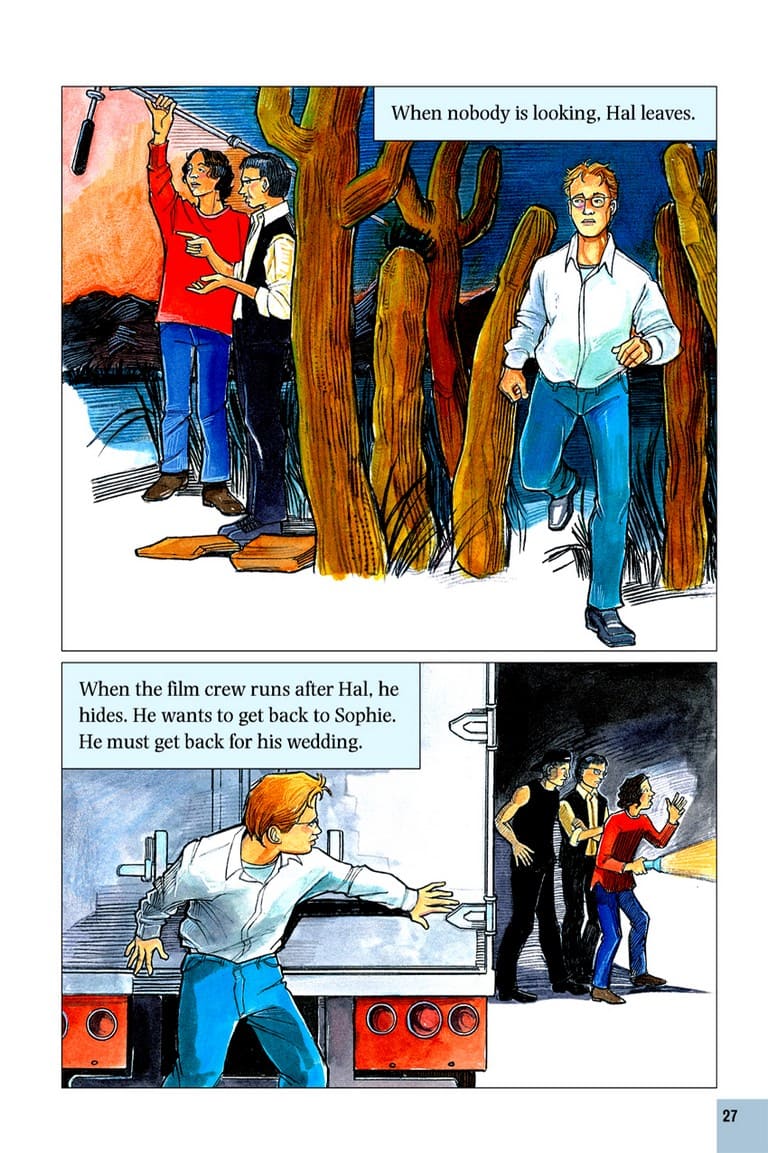 When nobody is looking, Hal leaves.
When the film crew runs after Hal, he
hides. He wants to get back to Sophie.
He must get back for his wedding.
27